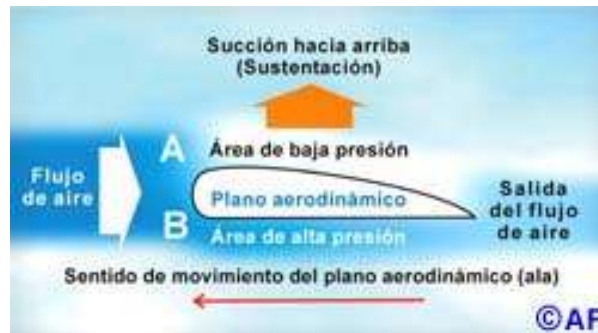 Succión hacia arriba
(Sustentación)
A
Área de baja presión
Flujo
de aire
Plano aerodinámico
B
Área de alta presión
Salida
del flujo
de aire
Sentido de movimiento del plano aerodinámico (ala)
©AF